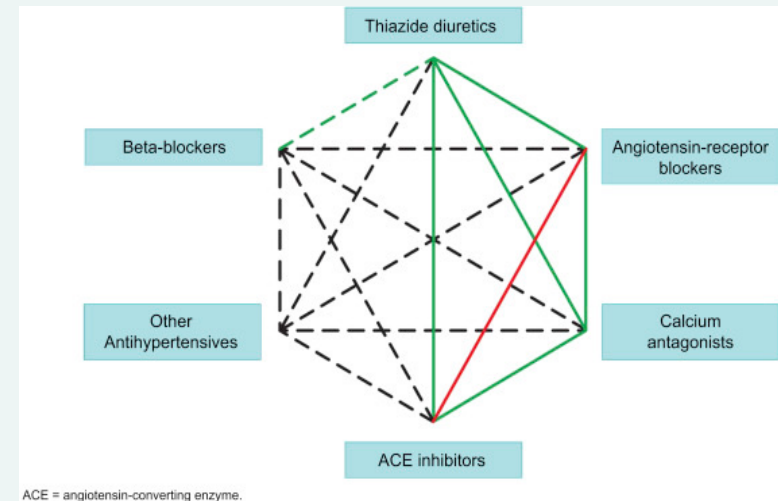 Thiazide diuretics
Beta-blockers
Angiotensin-receptor
blockers
Other
Antihypertensives
Calcium
antagonists
ACE inhibitors
ACE = angiotensin-converting enzyme.